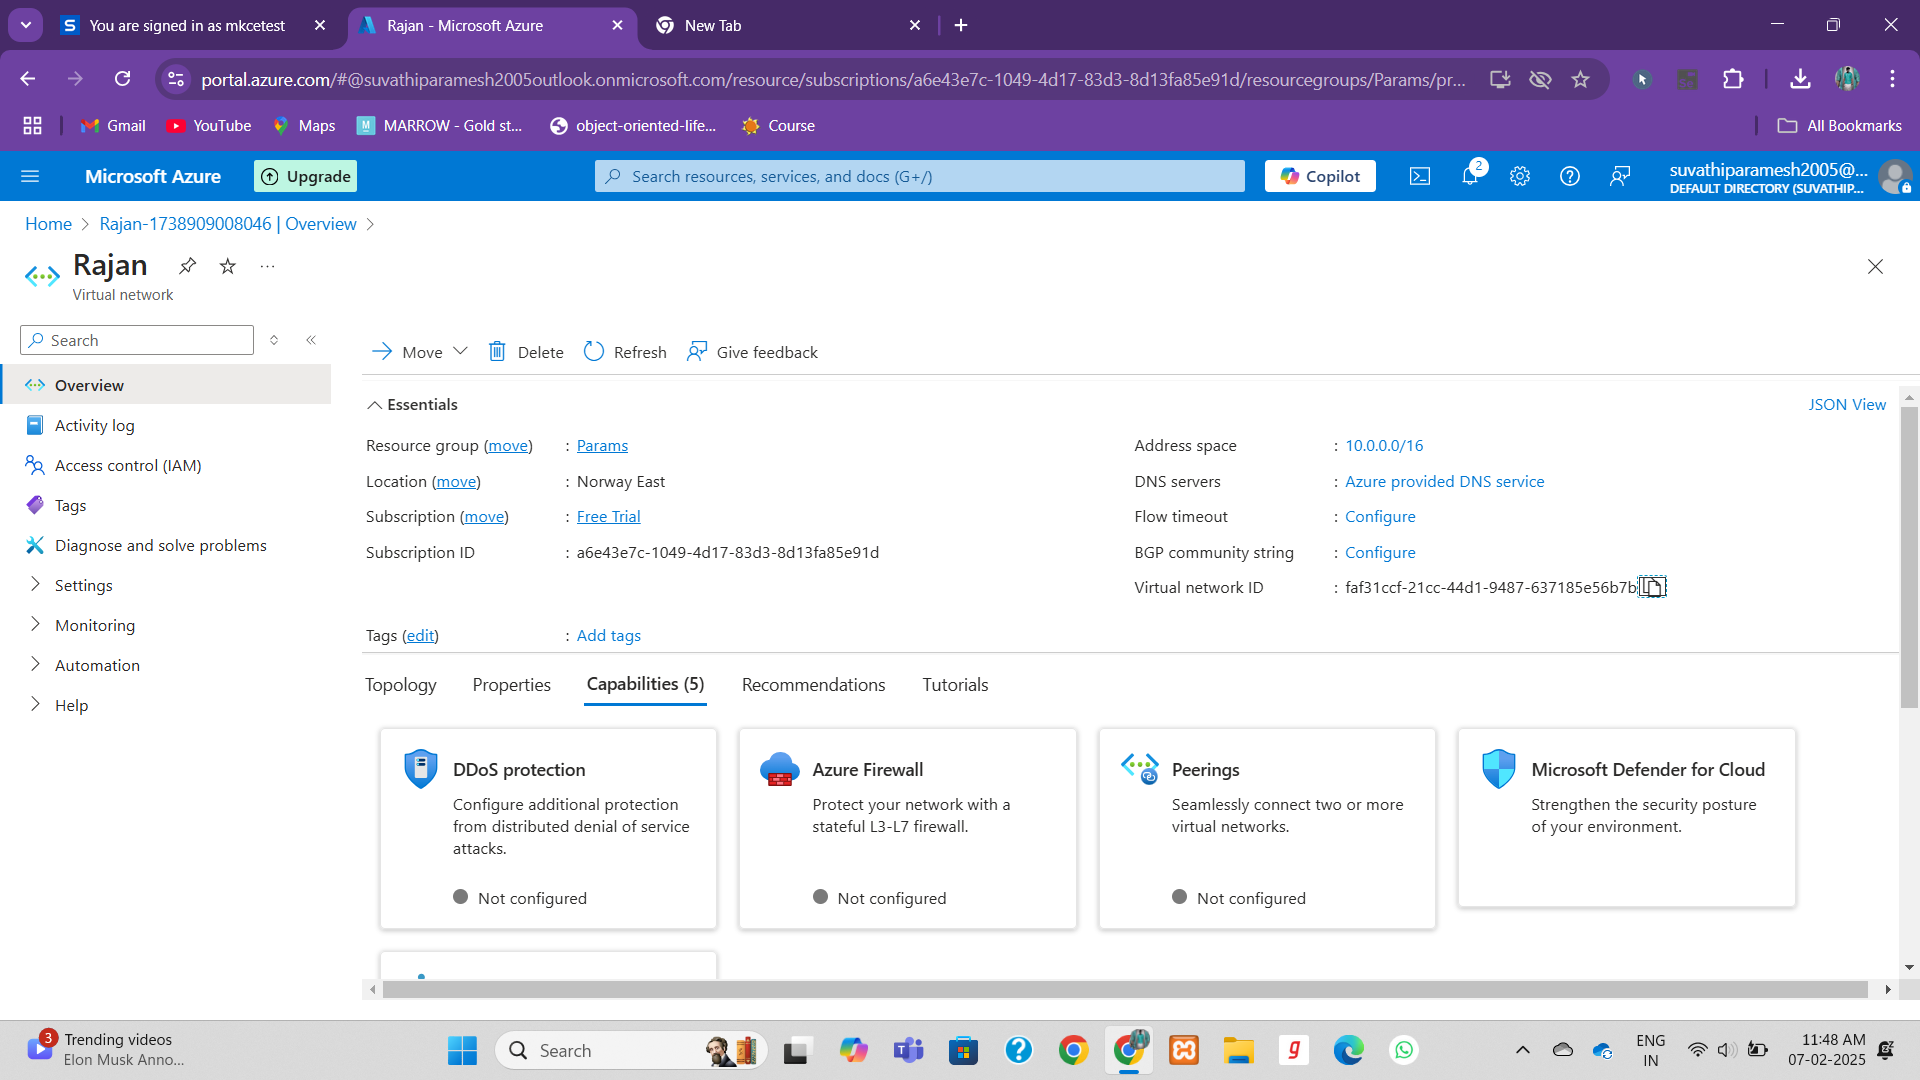 You are signed in as mkcetest
Rajan - Microsoft Azure
New Tab
portal.azure.com/#@suvathiparamesh2005outlook.onmicrosoft.com/resource/subscriptions/a6e43e7c-1049-4d17-83d3-8d13fa85e91d/resourcegroups/Params/pr...
Gmail
YouTube
Maps
MARROW - Gold st...
object-oriented-life...
Course
All Bookmarks
Microsoft Azure
Upgrade
Search resources, services, and docs (G+/)
Copilot
2
suvathiparamesh2005@...
DEFAULT DIRECTORY (SUVATHIP...
Home > Rajan-1738909008046 | Overview >
Rajan
Virtual network
Search
Overview
Activity log
Access control (IAM)
Tags
Diagnose and solve problems
Settings
Monitoring
Automation
Help
Move
Delete
Refresh
Give feedback
Essentials
JSON View
Resource group (move) : Params
Location (move) : Norway East
Subscription (move) : Free Trial
Subscription ID : a6e43e7c-1049-4d17-83d3-8d13fa85e91d
Address space : 10.0.0.0/16
DNS servers : Azure provided DNS service
Flow timeout : Configure
BGP community string : Configure
Virtual network ID : faf31ccf-21cc-44d1-9487-637185e56b7b
Tags (edit) : Add tags
Topology
Properties
Capabilities (5)
Recommendations
Tutorials
DDoS protection
Configure additional protection
from distributed denial of service
attacks.
Not configured
Azure Firewall
Protect your network with a
stateful L3-L7 firewall.
Not configured
Peerings
Seamlessly connect two or more
virtual networks.
Not configured
Microsoft Defender for Cloud
Strengthen the security posture
of your environment.
3
Trending videos
Elon Musk Anno...
Search
ENG
IN
11:48 AM
07-02-2025